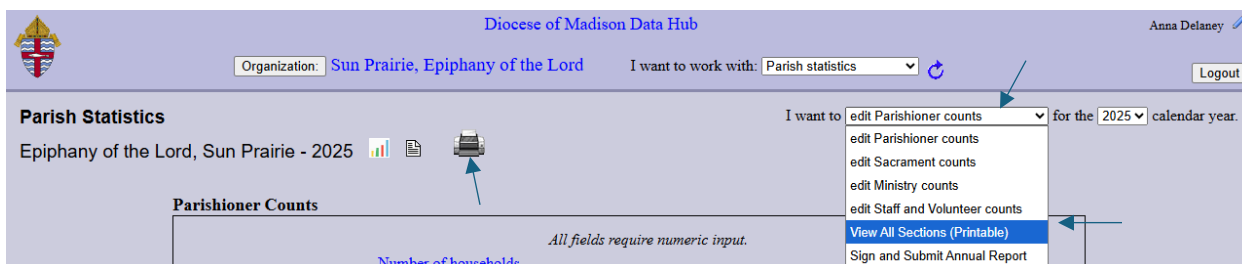 Diocese of Madison Data Hub
Anna Delaney
Organization: Sun Prairie, Epiphany of the Lord I want to work with: Parish statistics
Logout
Parish Statistics
I want to edit Parishioner counts for the 2025 calendar year.
Epiphany of the Lord, Sun Prairie - 2025
edit Parishioner counts
edit Sacrament counts
edit Ministry counts
edit Staff and Volunteer counts
View All Sections (Printable)
Sign and Submit Annual Report
Parishioner Counts
All fields require numeric input.
Number of households